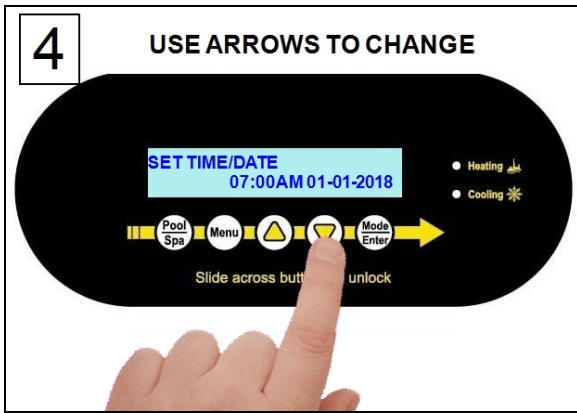 4
USE ARROWS TO CHANGE
SET TIME/DATE
07:00AM 01-01-2018
Heating
Cooling
Pool
Spa
Menu
Mode
Enter
Slide across butt unlock